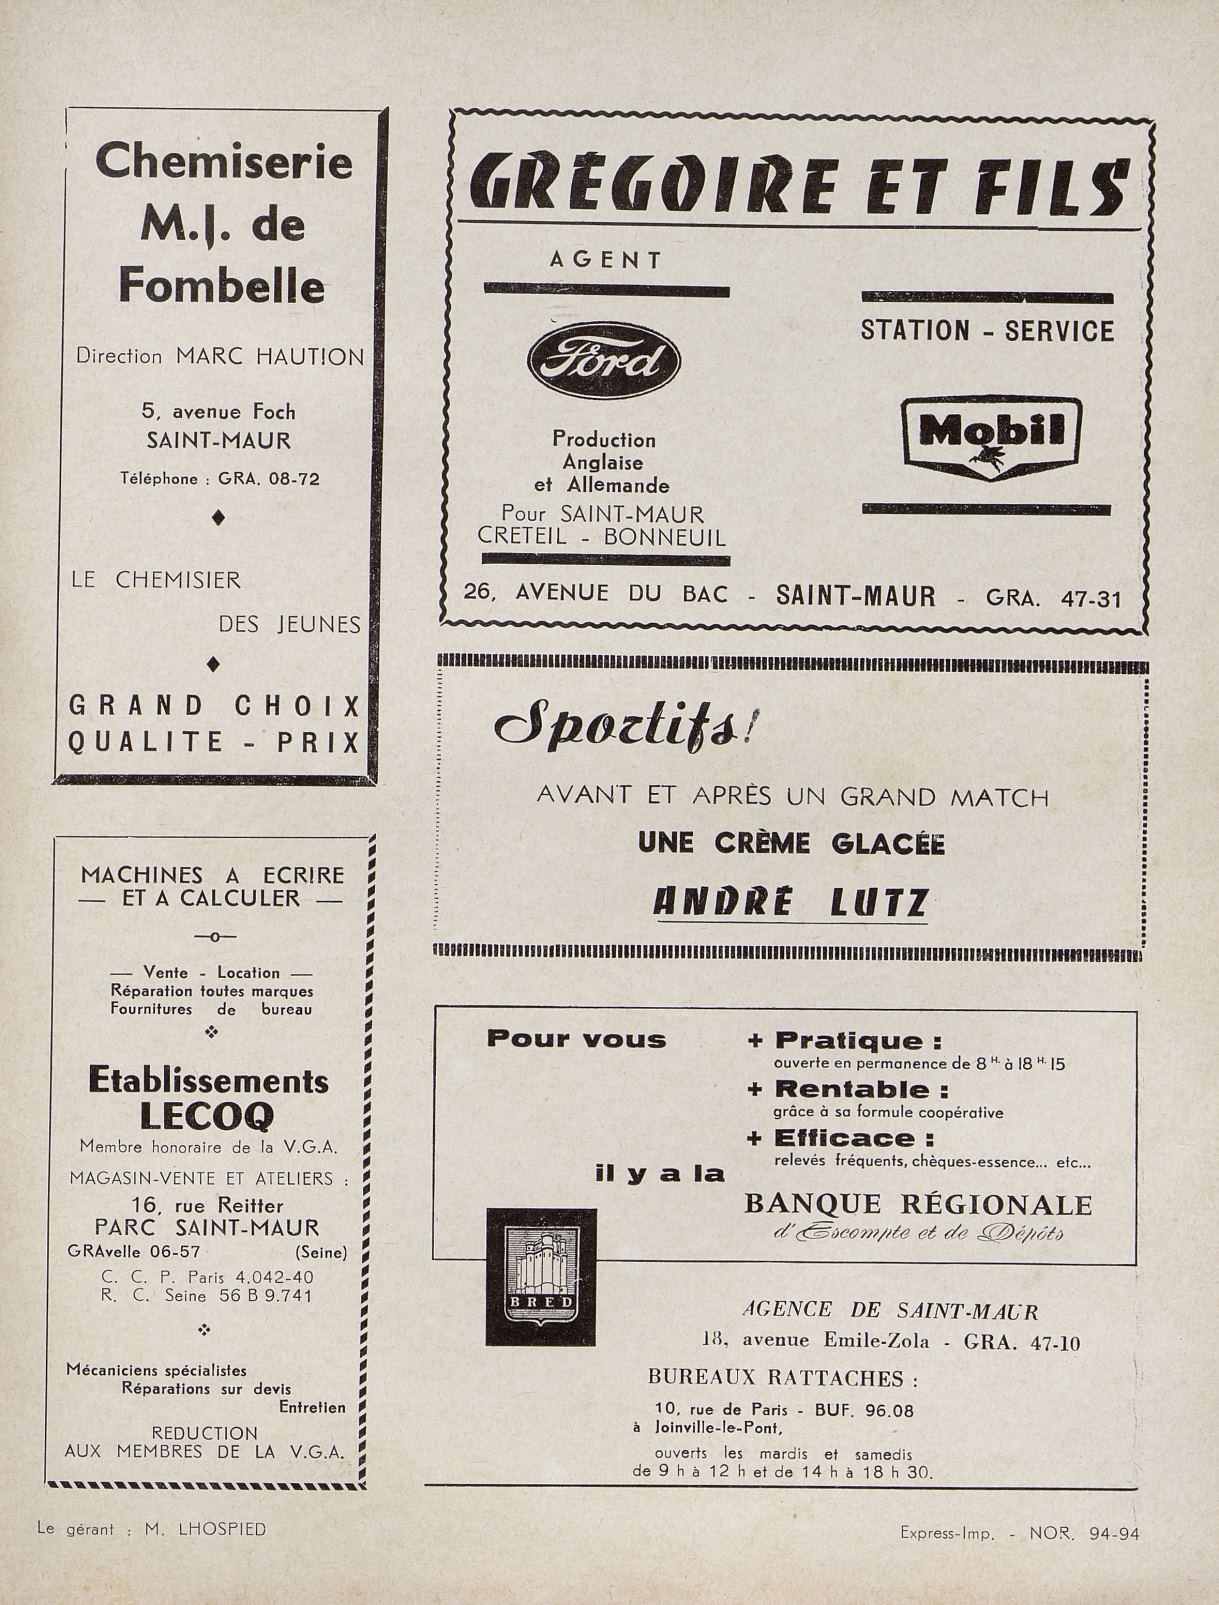 Chemiserie
M.J. de
Fombelle
Direction MARC HAUTION
5, avenue Foch
SAINT-MAUR
Téléphone : GRA. 08-72
LE CHEMISIER
DES JEUNES
GRAND CHOIX
QUALITE - PRIX
MACHINES A ECRIRE
— ET A CALCULER —
—o—
— Vente - Location —
Réparation toutes marques
Fournitures de bureau
Etablissements
LECOQ
Membre honoraire de la V.G.A.
MAGASIN-VENTE ET ATELIERS :
16, rue Reitter
PARC SAINT-MAUR
GRAvelle 06-57 (Seine)
C. C. P. Paris 4.042-40
R. C. Seine 56 B 9.741
Mécaniciens spécialistes
Réparations sur devis
Entretien
REDUCTION
AUX MEMBRES DE LA V.G.A.
GRÉGOIRE ET FILS
AGENT
Ford
Production
Anglaise
et Allemande
Pour SAINT-MAUR
CRETEIL - BONNEUIL
STATION - SERVICE
Mobil
26, AVENUE DU BAC - SAINT-MAUR - GRA. 47-31
Sportifs!
AVANT ET APRÈS UN GRAND MATCH
UNE CRÈME GLACÉE
ANDRÉ LUTZ
Pour vous
+ Pratique :
ouverte en permanence de 8 H. à 18 H. 15
+ Rentable :
grâce à sa formule coopérative
+ Efficace :
relevés fréquents, chèques-essence... etc...
il y a la
BANQUE RÉGIONALE
d'Escompte et de Dépôts
BRED
AGENCE DE SAINT-MAUR
18, avenue Emile-Zola - GRA. 47-10
BUREAUX RATTACHES :
10, rue de Paris - BUF. 96.08
à Joinville-le-Pont,
ouverts les mardis et samedis
de 9 h à 12 h et de 14 h à 18 h 30.
Le gérant : M. LHOSPIED
Express-Imp. - NOR. 94-94